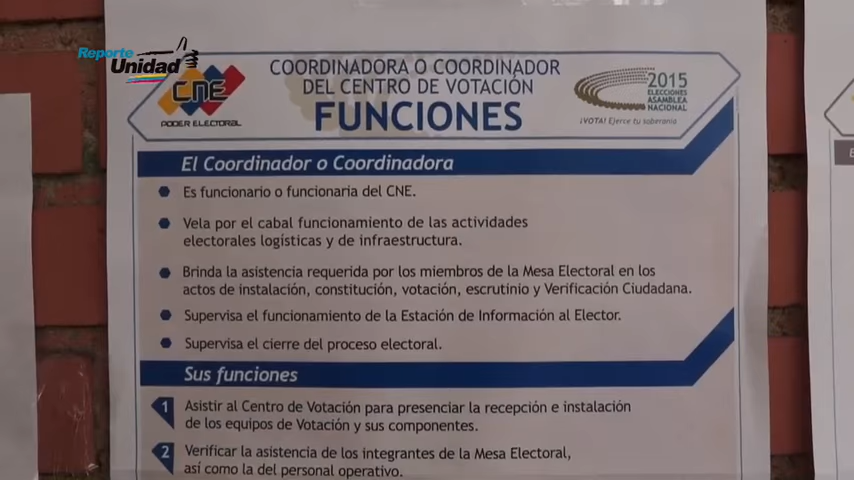 Reporte
Unidad
CNE
PODER ELECTORAL
COORDINADORA O COORDINADOR
DEL CENTRO DE VOTACIÓN
FUNCIONES
2015
ELECCIONES
ASAMBLEA
NACIONAL
¡VOTA! Ejerce tu soberanía
El Coordinador o Coordinadora
Es funcionario o funcionaria del CNE.
Vela por el cabal funcionamiento de las actividades
electorales logísticas y de infraestructura.
Brinda la asistencia requerida por los miembros de la Mesa Electoral en los
actos de instalación, constitución, votación, escrutinio y Verificación Ciudadana.
Supervisa el funcionamiento de la Estación de Información al Elector.
Supervisa el cierre del proceso electoral.
Sus funciones
1 Asistir al Centro de Votación para presenciar la recepción e instalación
de los equipos de Votación y sus componentes.
2 Verificar la asistencia de los integrantes de la Mesa Electoral,
así como la del personal operativo.